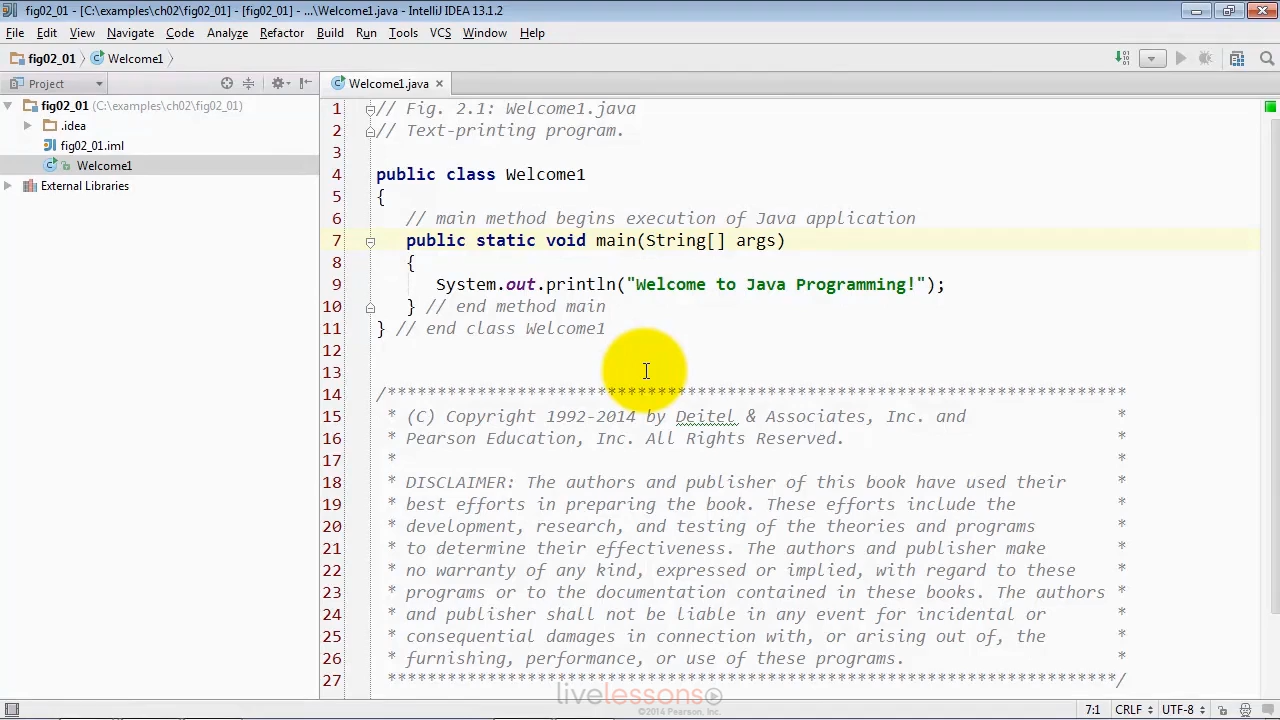 fig02_01 - [C:\examples\ch02\fig02_01] - [fig02_01] - ...\Welcome1.java - IntelliJ IDEA 13.1.2
File Edit View Navigate Code Analyze Refactor Build Run Tools VCS Window Help
fig02_01 Welcome1.java
Project
Welcome1.java
fig02_01 (C:\examples\ch02\fig02_01)
.idea
fig02_01.iml
Welcome1
External Libraries
1 // Fig. 2.1: Welcome1.java
2 // Text-printing program.
3
4 public class Welcome1
5 {
6 // main method begins execution of Java application
7 public static void main(String[] args)
8 {
9 System.out.println("Welcome to Java Programming!");
10 } // end method main
11 } // end class Welcome1
12
13
14 /**************************************************************************
15 * (C) Copyright 1992-2014 by Deitel & Associates, Inc. and *
16 * Pearson Education, Inc. All Rights Reserved. *
17 * *
18 * DISCLAIMER: The authors and publisher of this book have used their *
19 * best efforts in preparing the book. These efforts include the *
20 * development, research, and testing of the theories and programs *
21 * to determine their effectiveness. The authors and publisher make *
22 * no warranty of any kind, expressed or implied, with regard to these *
23 * programs or to the documentation contained in these books. The authors *
24 * and publisher shall not be liable in any event for incidental or *
25 * consequential damages in connection with, or arising out of, the *
26 * furnishing, performance, or use of these programs. *
27 *************************************************************************/
livelessons
©2014 Pearson, Inc.
7:1 CRLF UTF-8